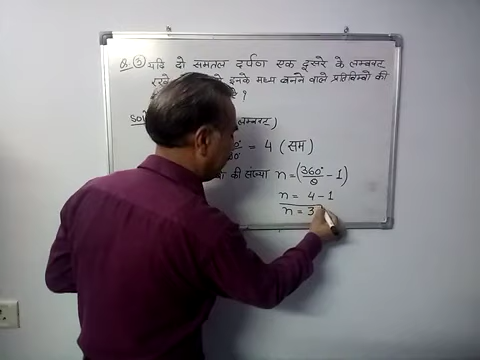 Q.③ यदि दो समतल दर्पण एक दूसरे के लम्बवत
रखे इनके मध्य बनने वाले प्रतिबिम्बों की
?
Sol लम्बवत)
= 4 (सम)
की संख्या n = (360°/θ - 1)
n = 4 - 1
n = 3